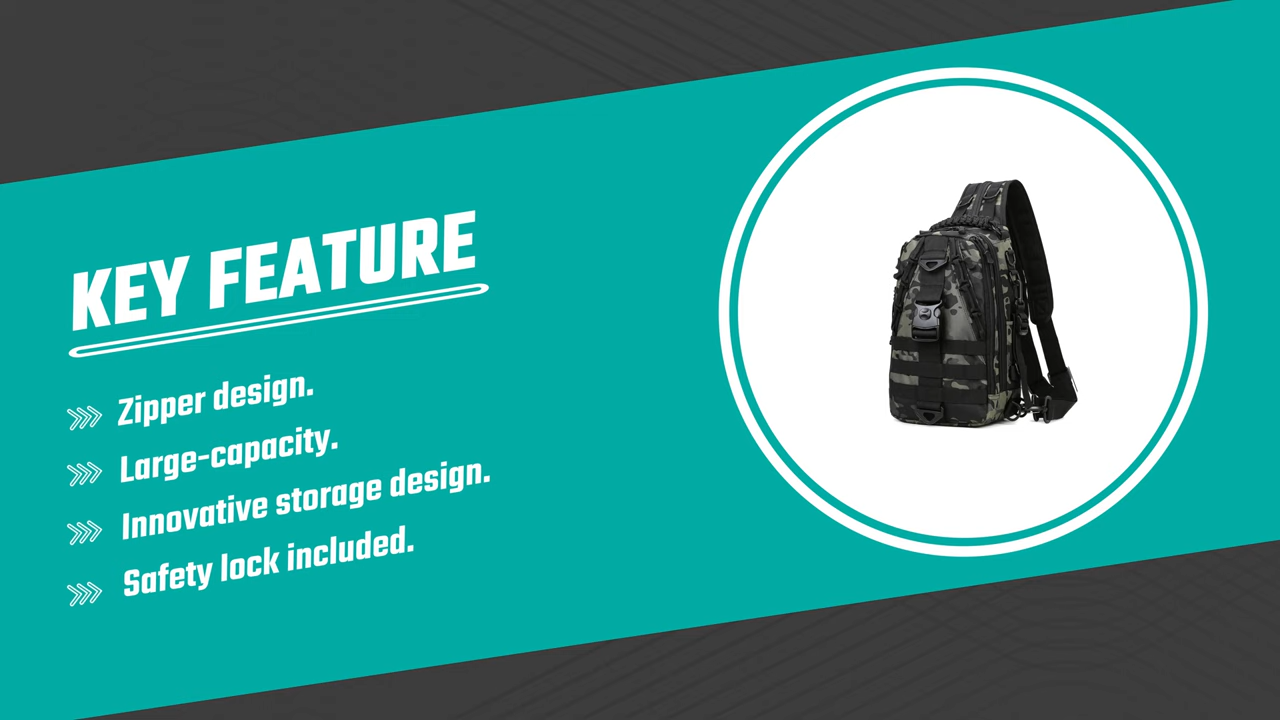 KEY FEATURE
Zipper design.
Large-capacity.
Innovative storage design.
Safety lock included.